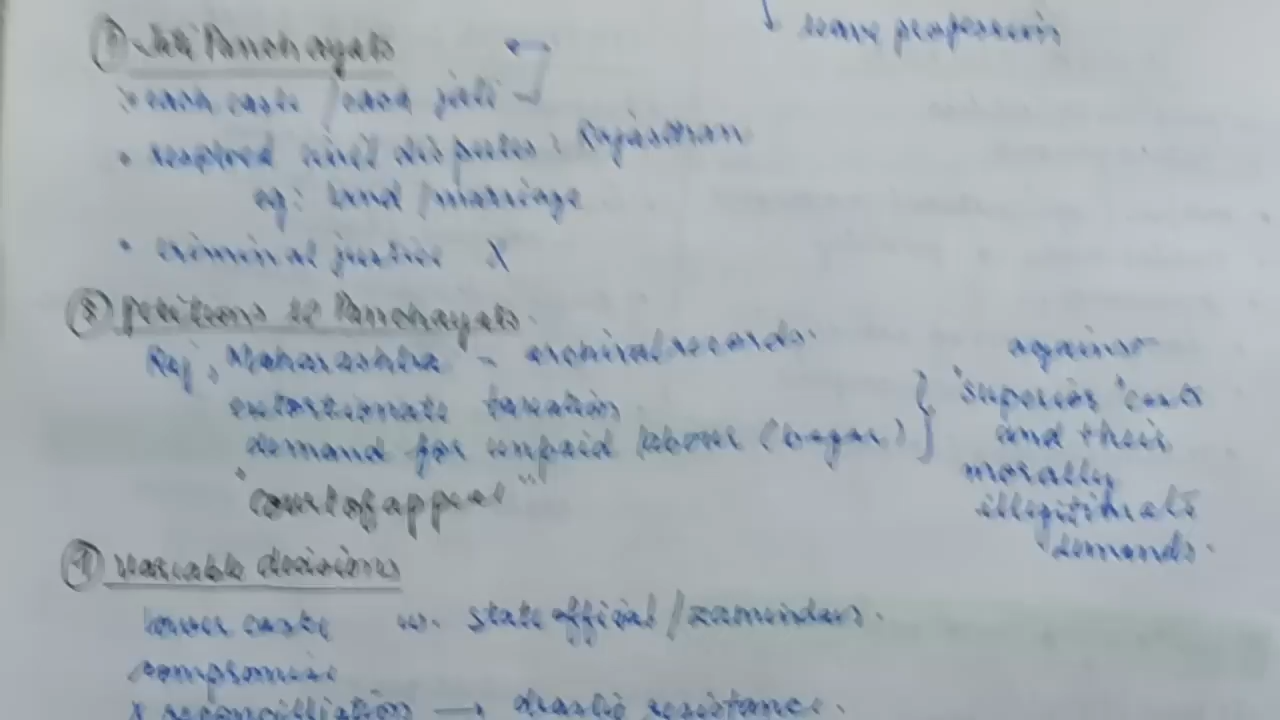 ↓ leave profession
⑦ Jati Panchayats
each caste / each jati
• resolved civil disputes: Rajasthan
eg: land / marriage
• criminal justice X
⑧ petitions to Panchayats.
Raj, Maharashtra - archival records.
extortionate taxation
demand for unpaid labour (begar)
"court of appeal"
against
"superior" caste
and their
morally
illegitimate
demands.
⑨ variable decisions
lower caste vs. state official / zamindars.
compromise
X reconcilliation → drastic resistance.